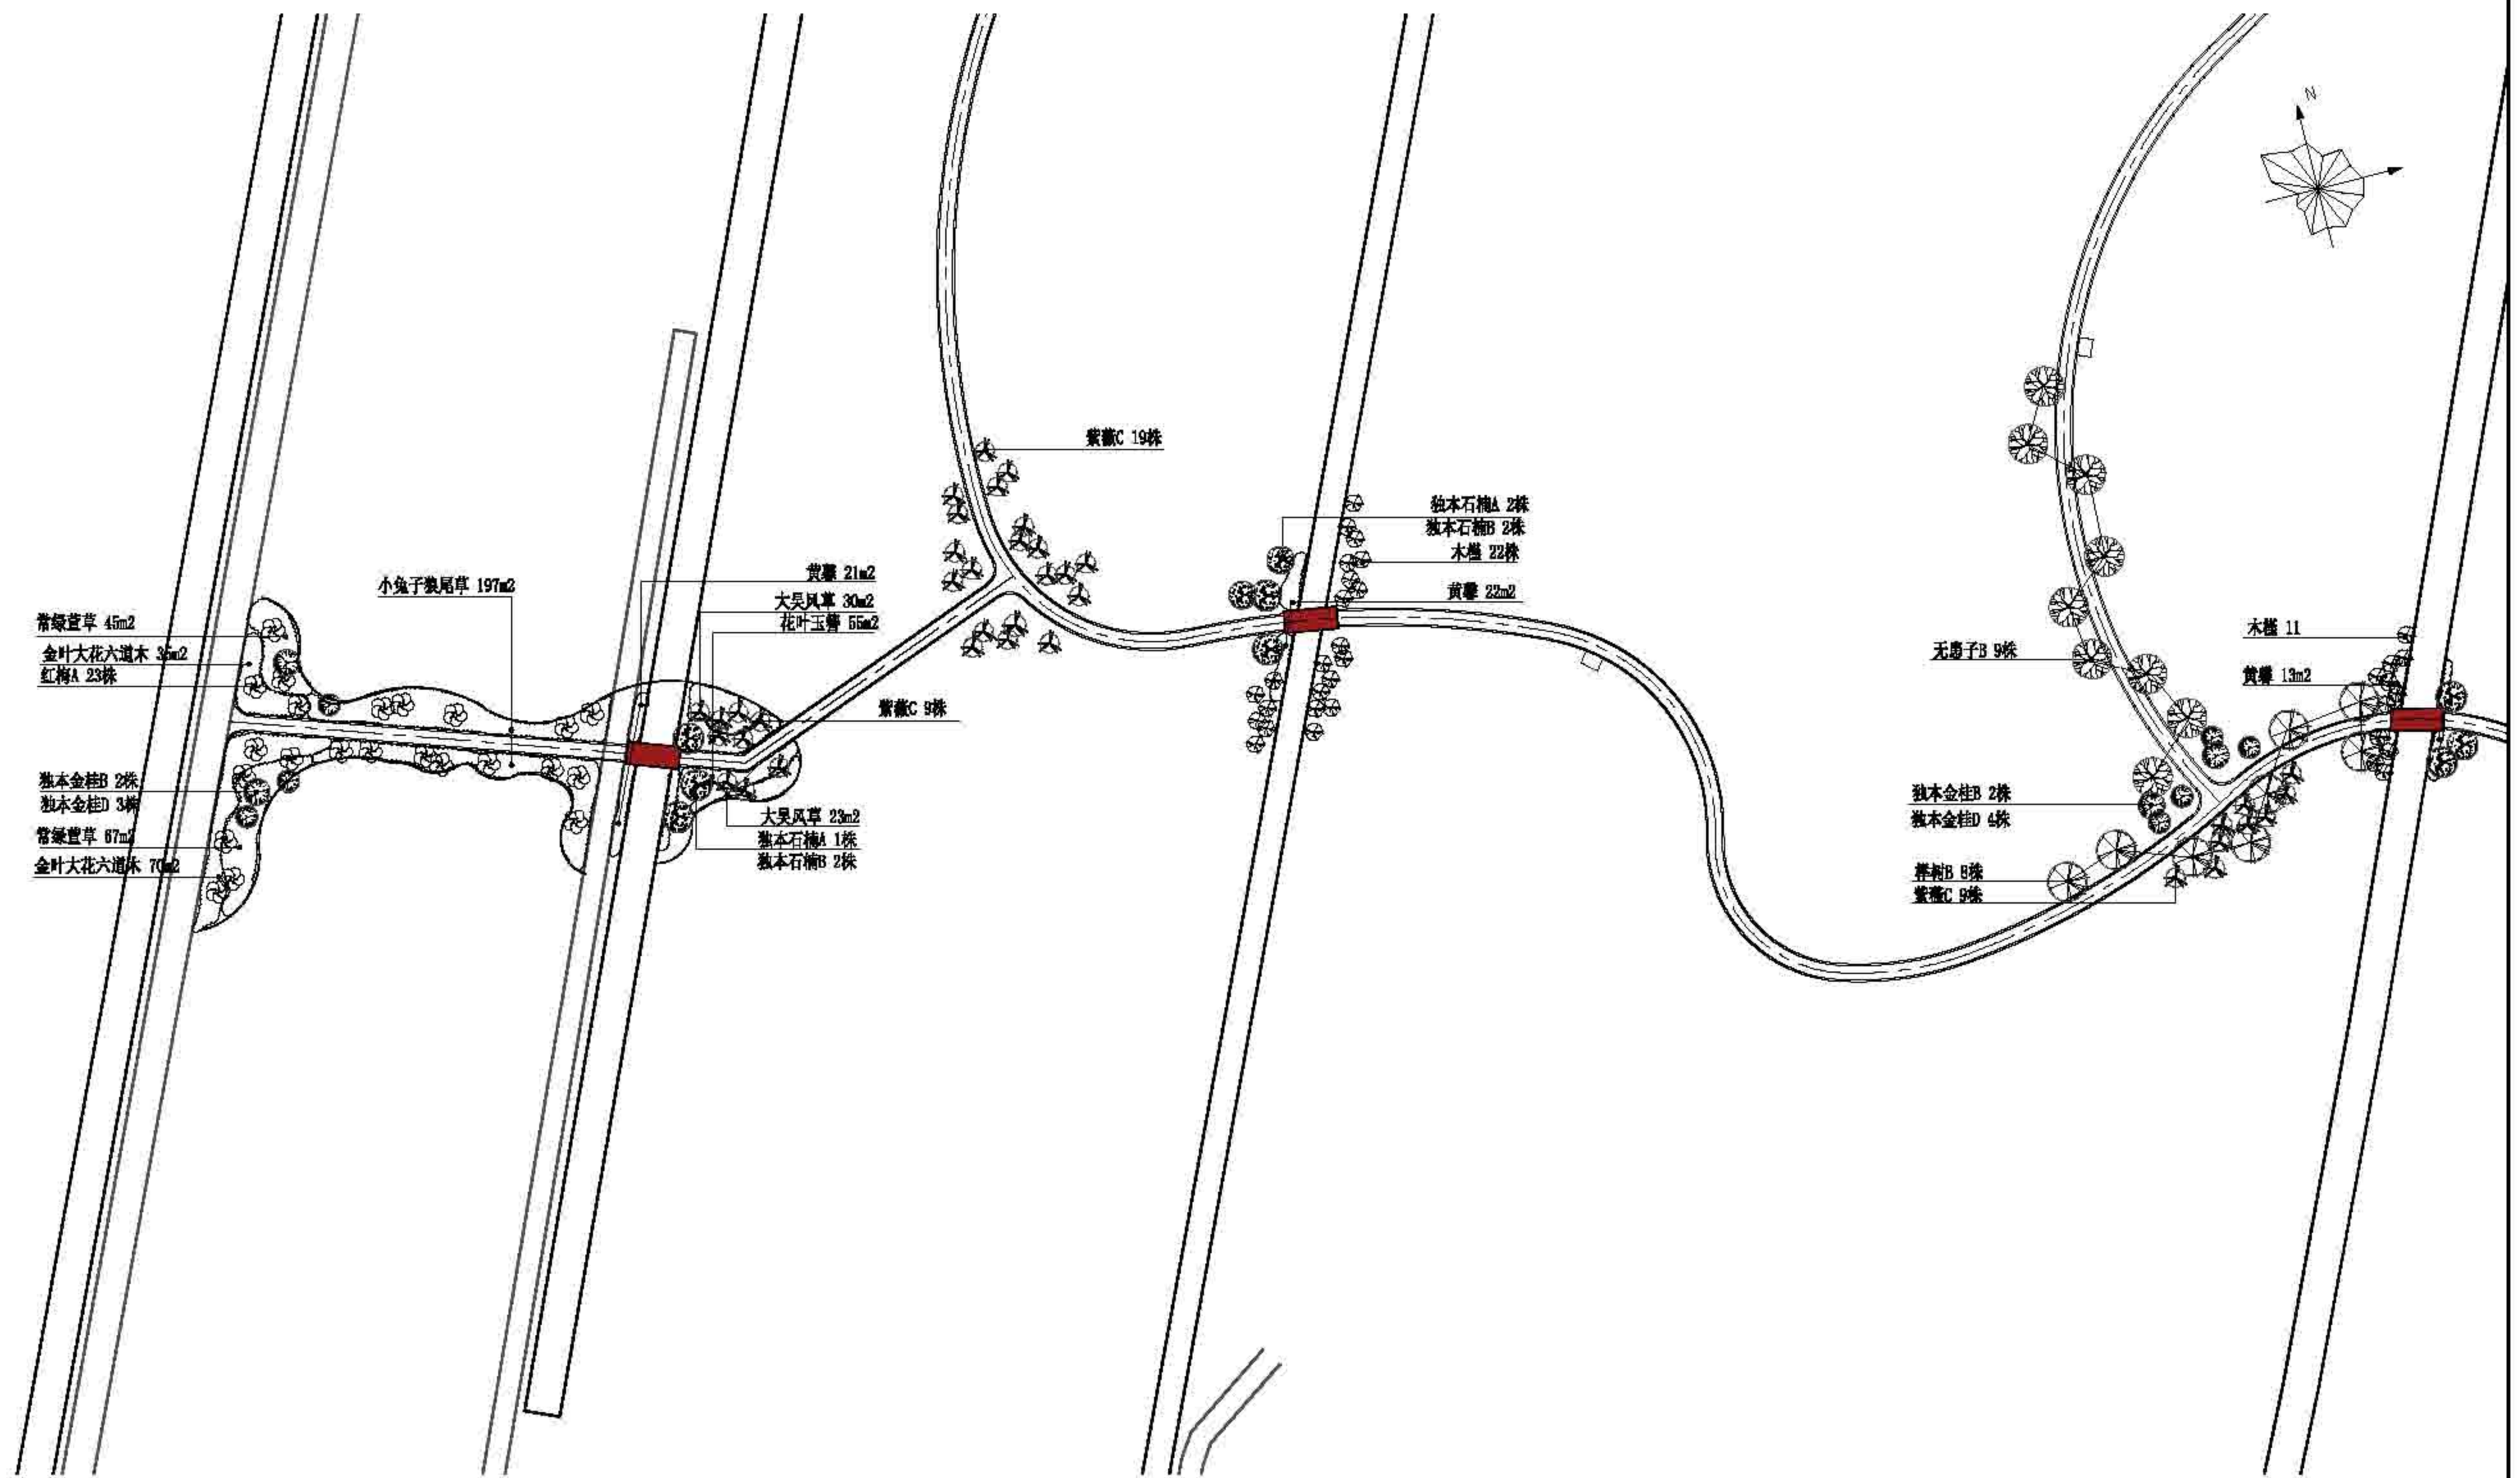 N
紫薇C 19株
独本石楠A 2株
独本石楠B 2株
木槿 22株
黄馨 22m2
黄馨 21m2
大吴风草 30m2
花叶玉簪 55m2
小兔子狼尾草 197m2
常绿萱草 45m2
金叶大花六道木 35m2
红梅A 23株
紫薇C 9株
独本金桂B 2株
独本金桂D 3株
常绿萱草 67m2
金叶大花六道木 70m2
大吴风草 23m2
独本石楠A 1株
独本石楠B 2株
木槿 11
无患子B 9株
黄馨 13m2
独本金桂B 2株
独本金桂D 4株
榉树B 8株
紫薇C 9株